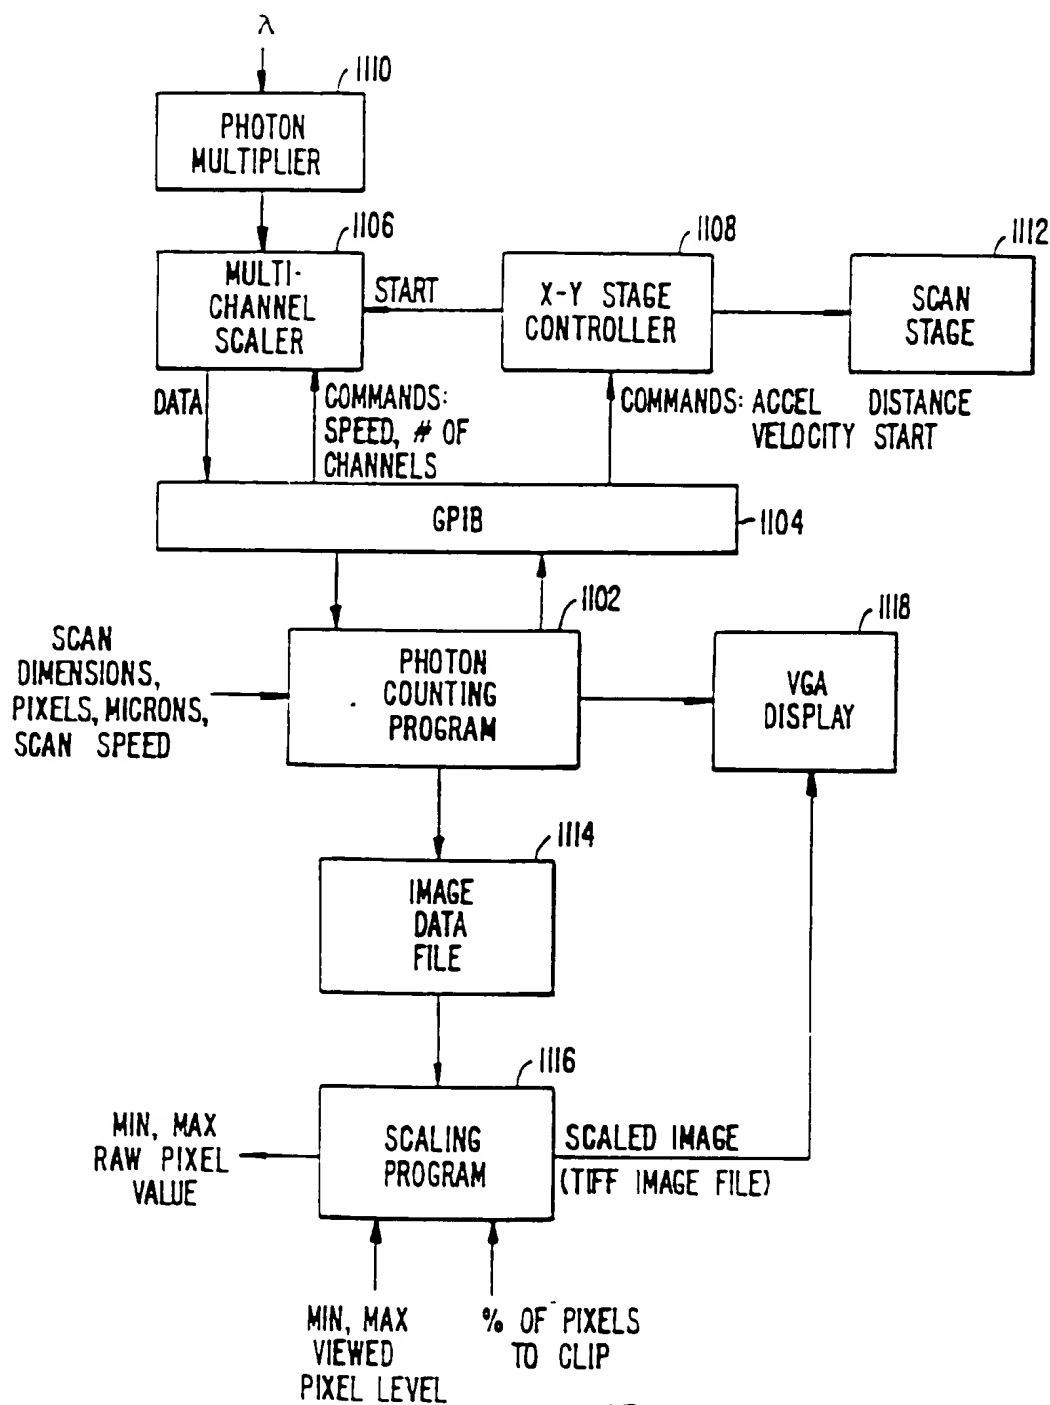 λ
1110
PHOTON
MULTIPLIER
1106
MULTI-
CHANNEL
SCALER
START
1108
X-Y STAGE
CONTROLLER
1112
SCAN
STAGE
DATA
COMMANDS:
SPEED, # OF
CHANNELS
COMMANDS: ACCEL DISTANCE
VELOCITY START
GPIB
1104
1102
PHOTON
COUNTING
PROGRAM
SCAN
DIMENSIONS,
PIXELS, MICRONS,
SCAN SPEED
1118
VGA
DISPLAY
1114
IMAGE
DATA
FILE
1116
SCALING
PROGRAM
MIN, MAX
RAW PIXEL
VALUE
SCALED IMAGE
(TIFF IMAGE FILE)
MIN, MAX
VIEWED
PIXEL LEVEL
% OF PIXELS
TO CLIP